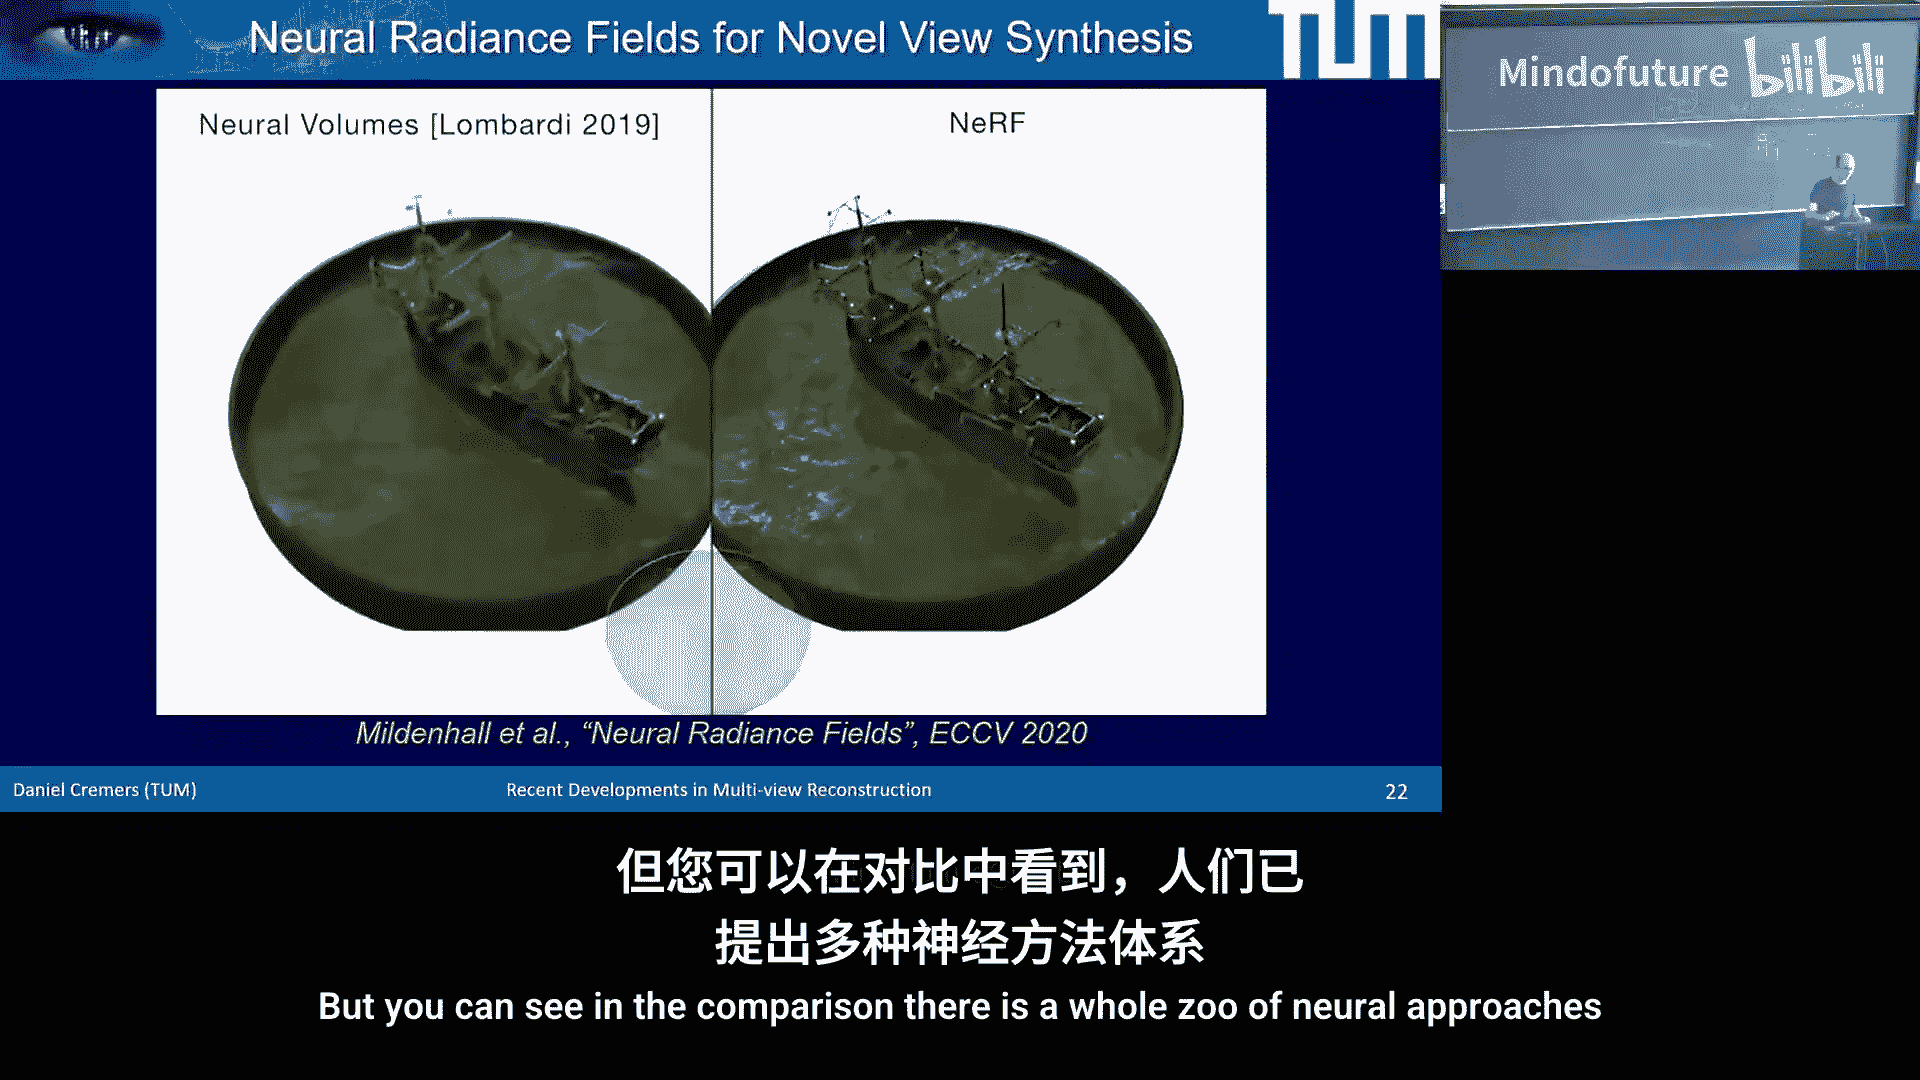 Neural Radiance Fields for Novel View Synthesis
TUM
Mindofuture bilibili
Neural Volumes [Lombardi 2019]
NeRF
Mildenhall et al., “Neural Radiance Fields”, ECCV 2020
Daniel Cremers (TUM)
Recent Developments in Multi-view Reconstruction
22
但您可以在对比中看到，人们已
提出多种神经方法体系
But you can see in the comparison there is a whole zoo of neural approaches